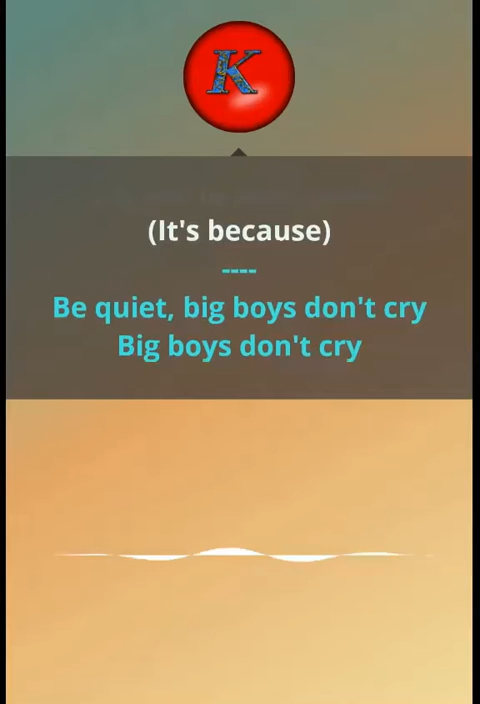 K
(It's because)
----
Be quiet, big boys don't cry
Big boys don't cry